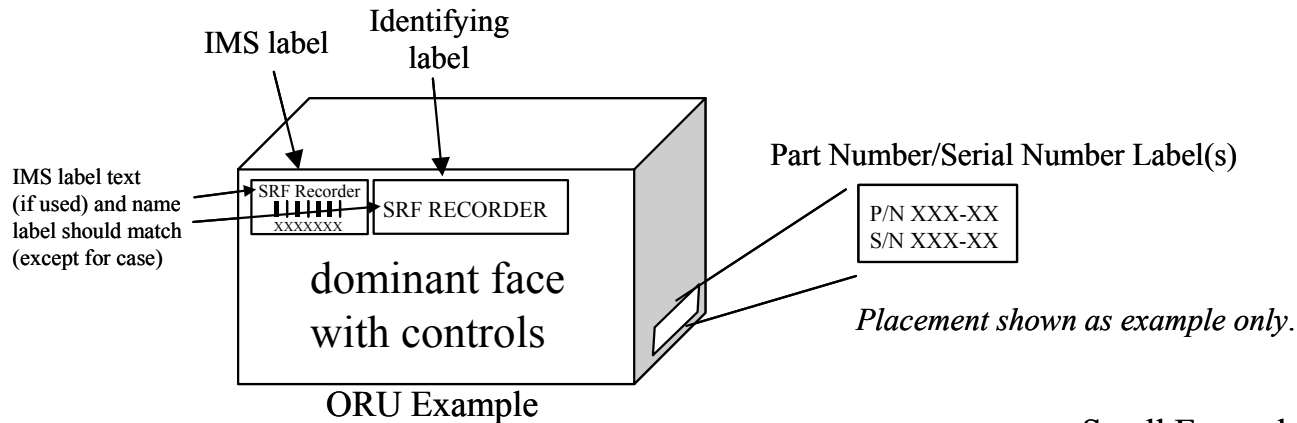 IMS label
Identifying
label
IMS label text
(if used) and name
label should match
(except for case)
SRF Recorder
XXXXXXX
SRF RECORDER
dominant face
with controls
ORU Example
Part Number/Serial Number Label(s)
P/N XXX-XX
S/N XXX-XX
Placement shown as example only.